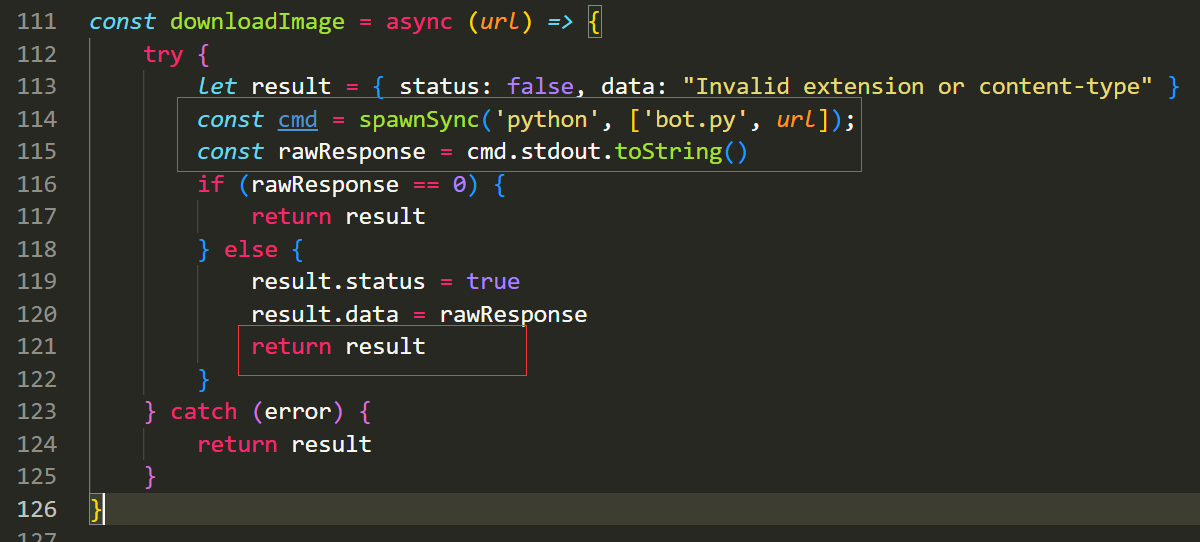 111 const downloadImage = async (url) => {
112 try {
113 let result = { status: false, data: "Invalid extension or content-type" }
114 const cmd = spawnSync('python', ['bot.py', url]);
115 const rawResponse = cmd.stdout.toString()
116 if (rawResponse == 0) {
117 return result
118 } else {
119 result.status = true
120 result.data = rawResponse
121 return result
122 }
123 } catch (error) {
124 return result
125 }
126 }
127